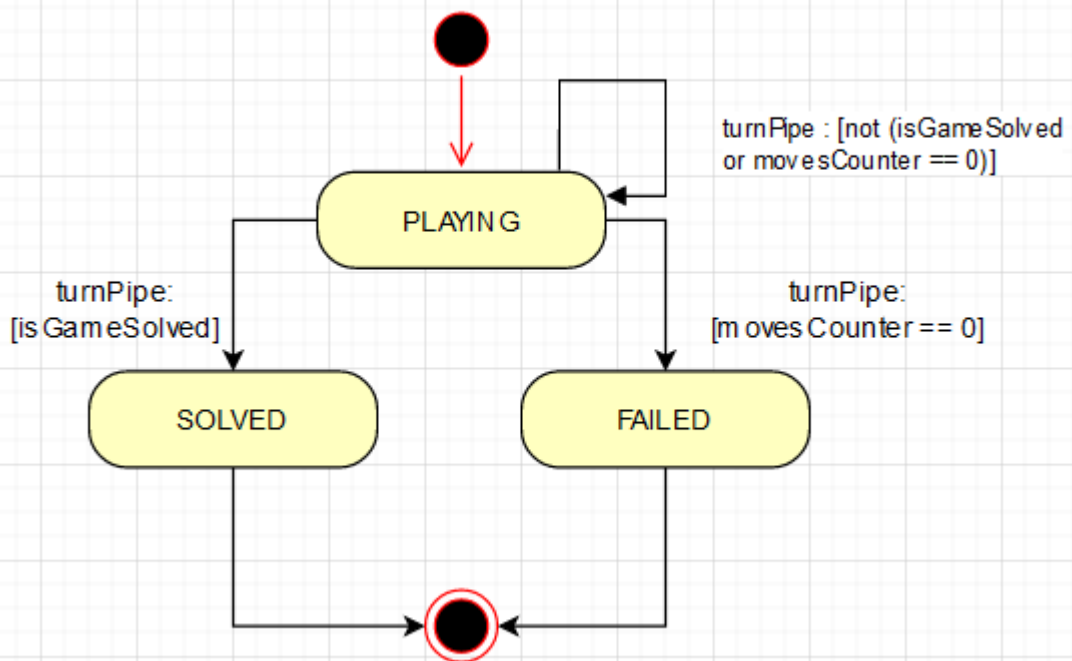 turnPipe : [not (isGameSolved
or movesCounter == 0)]
PLAYING
turnPipe:
[isGameSolved]
turnPipe:
[movesCounter == 0]
SOLVED
FAILED